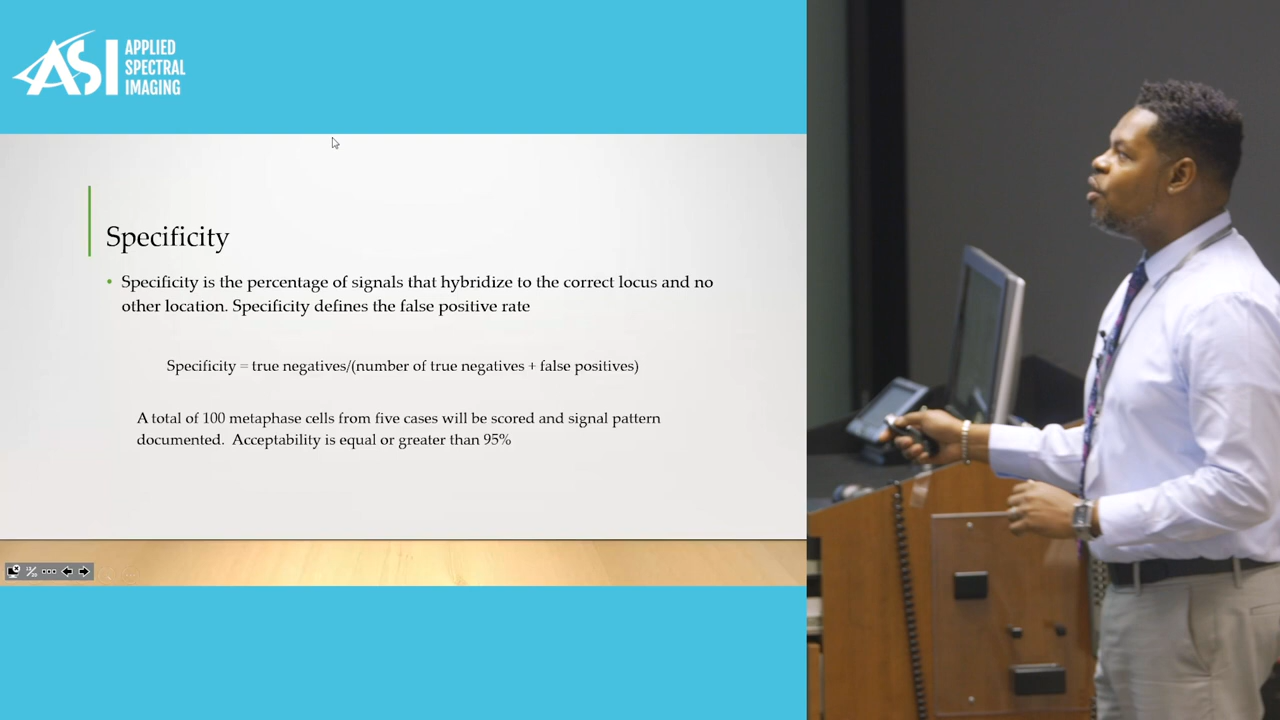 ASI APPLIED
SPECTRAL
IMAGING
Specificity
• Specificity is the percentage of signals that hybridize to the correct locus and no
other location. Specificity defines the false positive rate
Specificity = true negatives/(number of true negatives + false positives)
A total of 100 metaphase cells from five cases will be scored and signal pattern
documented. Acceptability is equal or greater than 95%